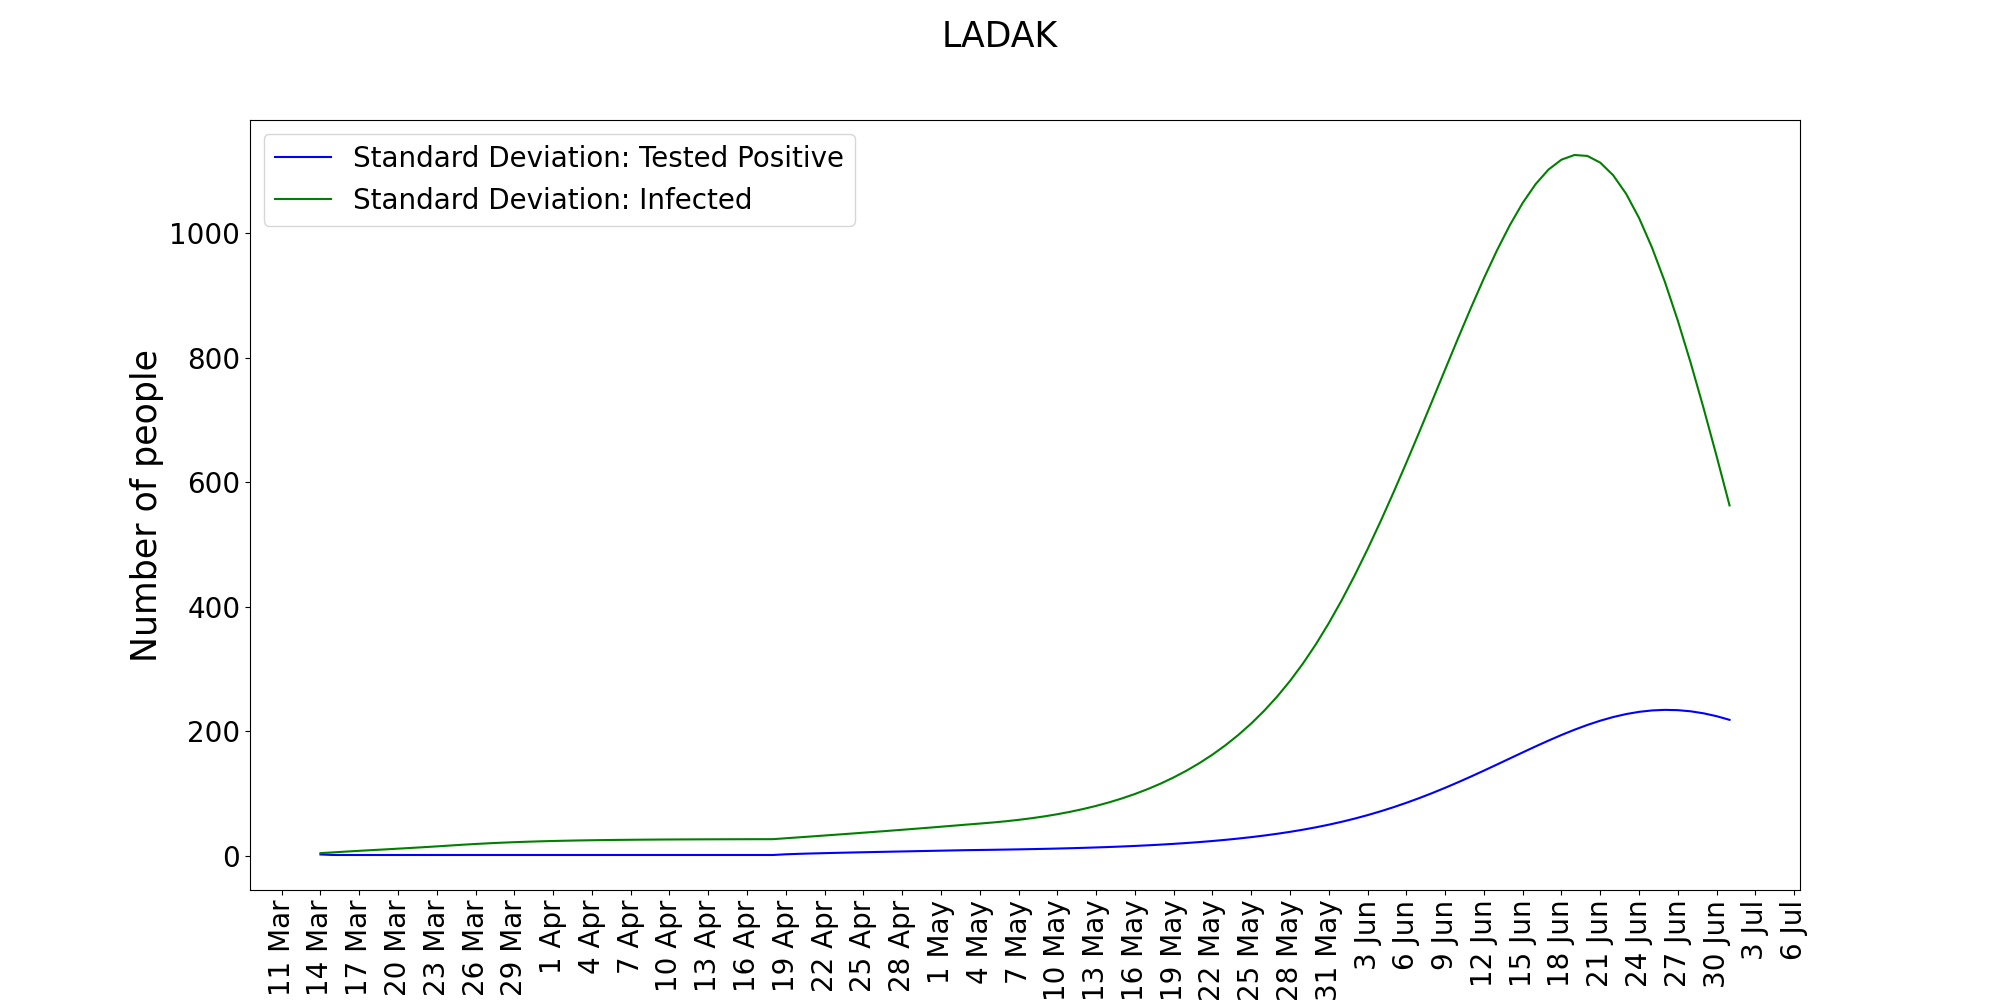 LADAK
Standard Deviation: Tested Positive
Standard Deviation: Infected
Number of people
1000
800
600
400
200
0
11 Mar
14 Mar
17 Mar
20 Mar
23 Mar
26 Mar
29 Mar
1 Apr
4 Apr
7 Apr
10 Apr
13 Apr
16 Apr
19 Apr
22 Apr
25 Apr
28 Apr
1 May
4 May
7 May
10 May
13 May
16 May
19 May
22 May
25 May
28 May
31 May
3 Jun
6 Jun
9 Jun
12 Jun
15 Jun
18 Jun
21 Jun
24 Jun
27 Jun
30 Jun
3 Jul
6 Jul